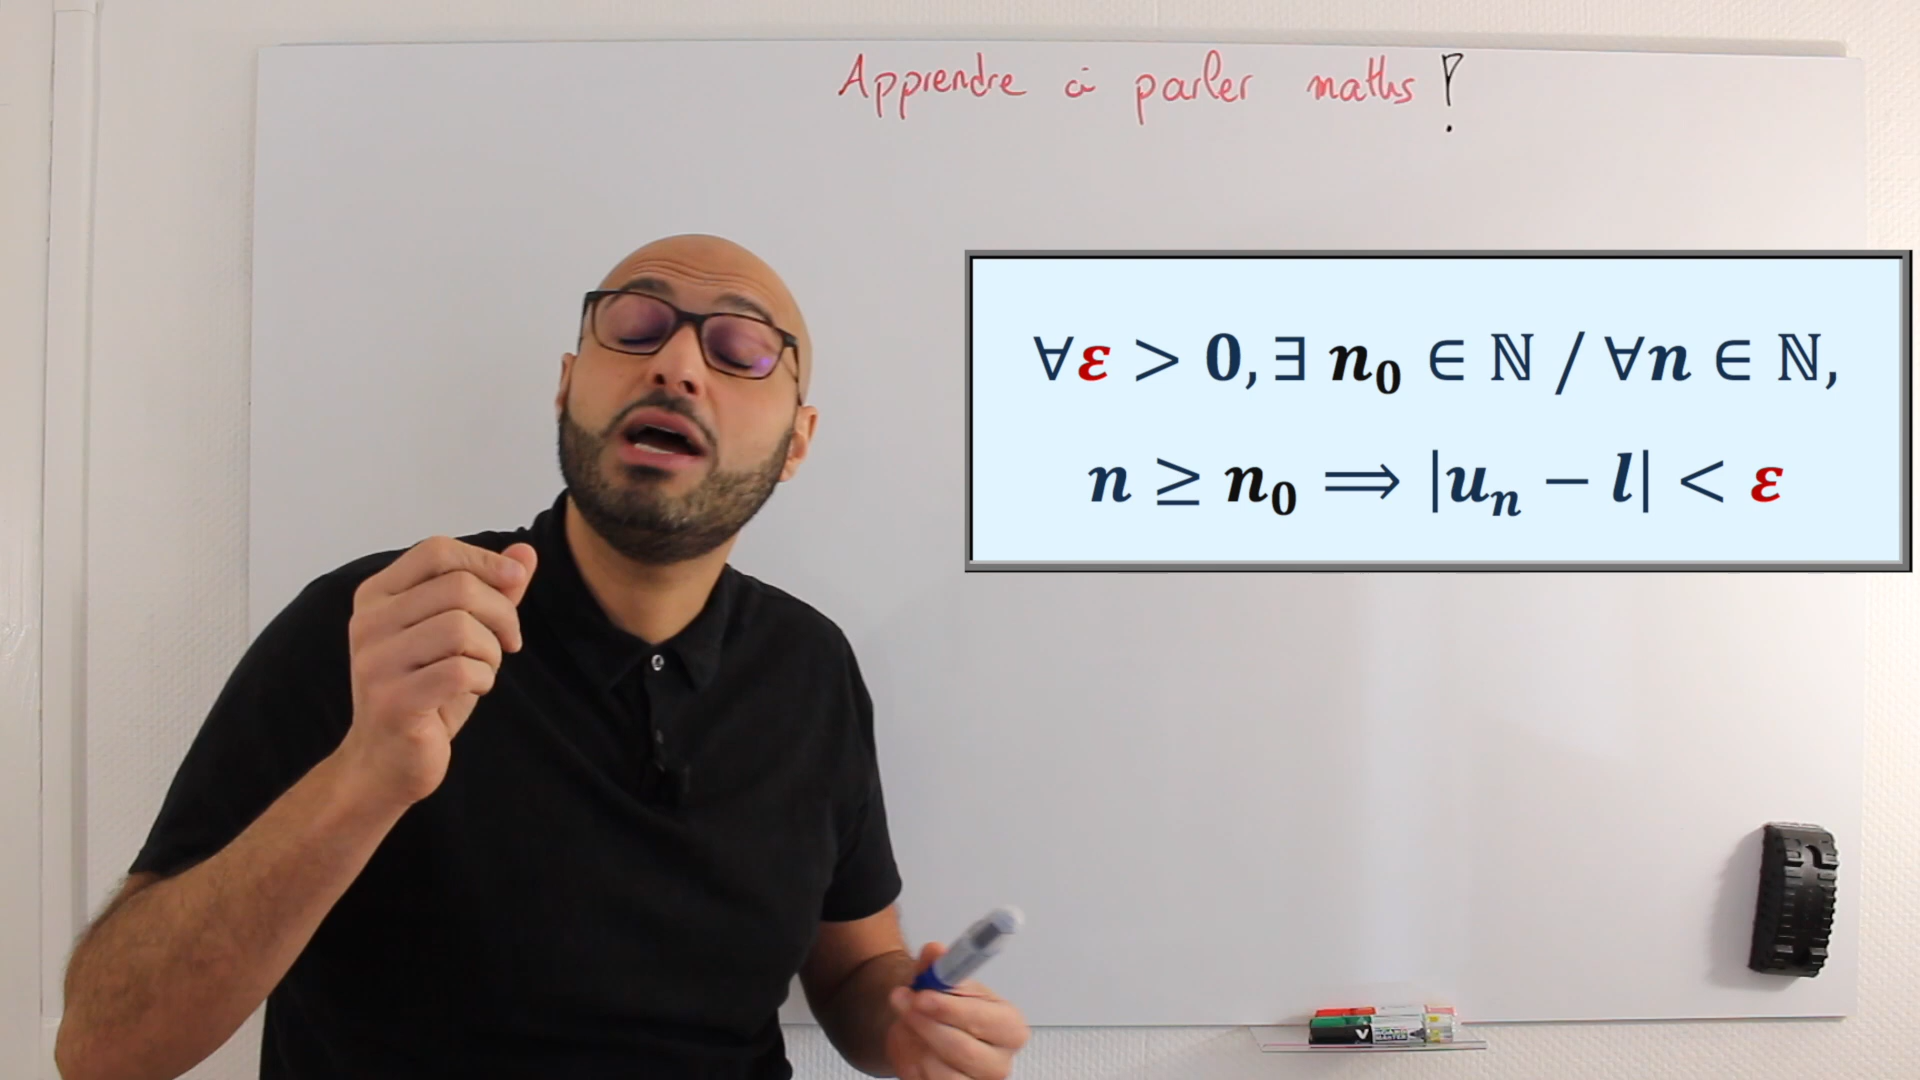 Apprendre à parler maths !
∀ε > 0, ∃ n₀ ∈ ℕ / ∀n ∈ ℕ,
n ≥ n₀ ⟹ |uₙ − l| < ε